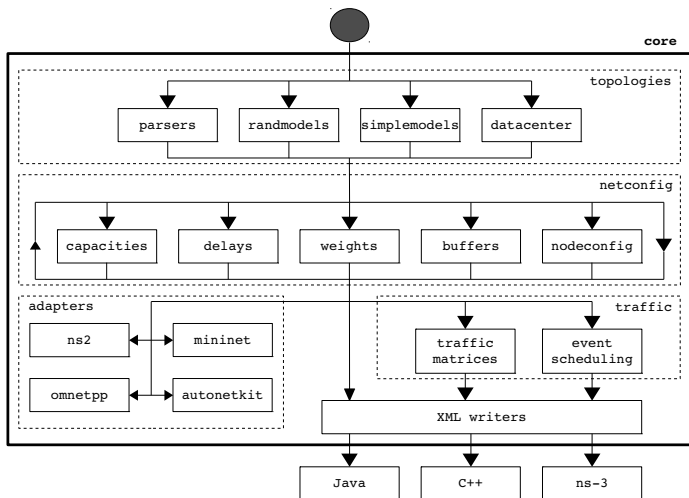 core
topologies
parsers
randmodels
simplemodels
datacenter
netconfig
capacities
delays
weights
buffers
nodeconfig
adapters
traffic
ns2
mininet
traffic
matrices
event
scheduling
omnetpp
autonetkit
XML writers
Java
C++
ns-3